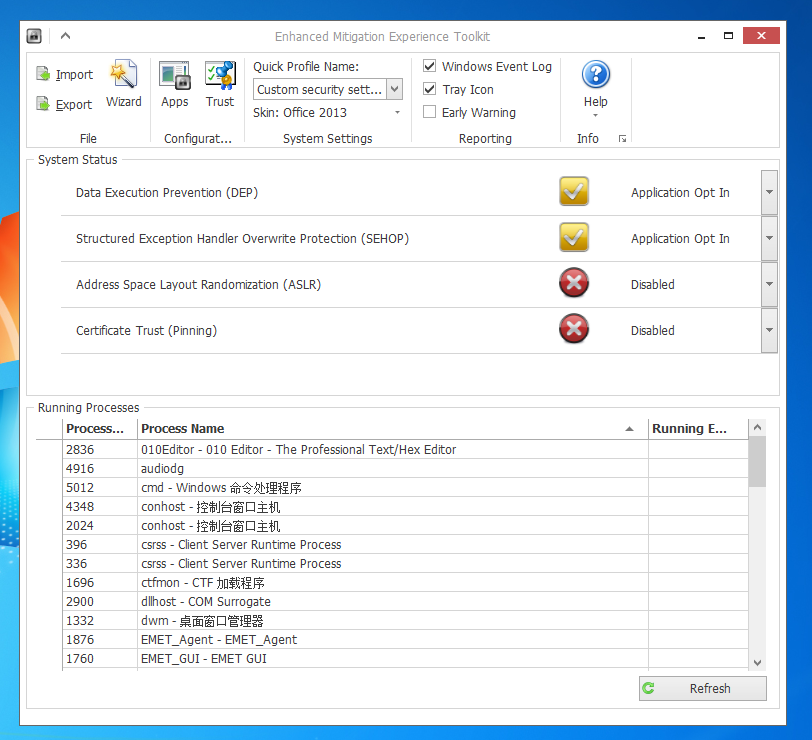 Enhanced Mitigation Experience Toolkit
Import
Export
Wizard
File
Apps
Trust
Configurat...
Quick Profile Name:
Custom security sett...
Skin: Office 2013
System Settings
Windows Event Log
Tray Icon
Early Warning
Reporting
Help
Info
System Status
Data Execution Prevention (DEP) Application Opt In
Structured Exception Handler Overwrite Protection (SEHOP) Application Opt In
Address Space Layout Randomization (ASLR) Disabled
Certificate Trust (Pinning) Disabled
Running Processes
Process... Process Name Running E...
2836 010Editor - 010 Editor - The Professional Text/Hex Editor
4916 audiodg
5012 cmd - Windows 命令处理程序
4348 conhost - 控制台窗口主机
2024 conhost - 控制台窗口主机
396 csrss - Client Server Runtime Process
336 csrss - Client Server Runtime Process
1696 ctfmon - CTF 加载程序
2900 dllhost - COM Surrogate
1332 dwm - 桌面窗口管理器
1876 EMET_Agent - EMET_Agent
1760 EMET_GUI - EMET GUI
Refresh